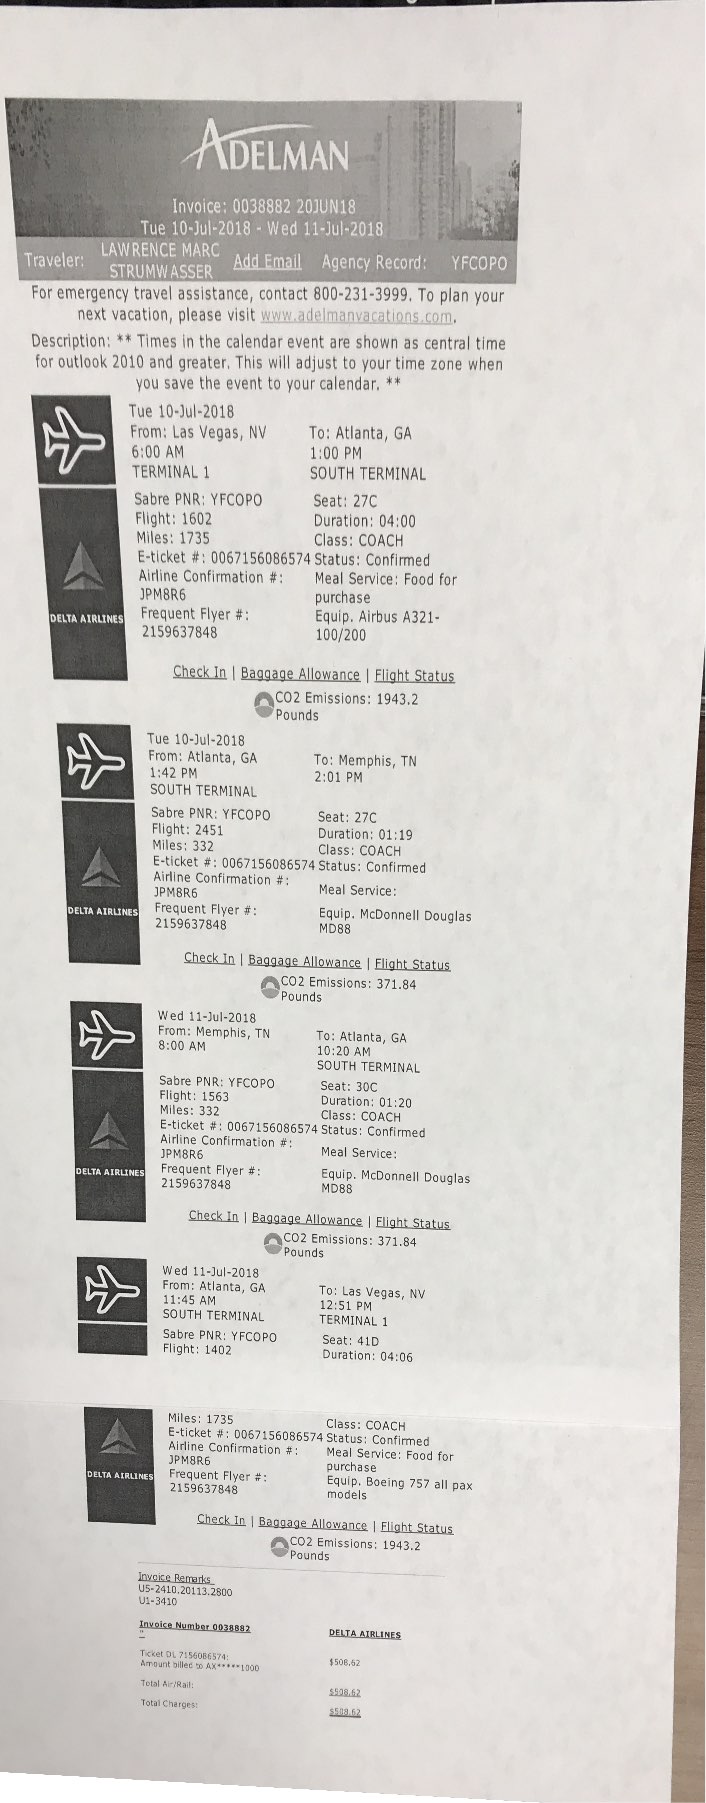 ADELMAN
Invoice: 0038882 20JUN18
Tue 10-Jul-2018 - Wed 11-Jul-2018
Traveler: LAWRENCE MARC STRUMWASSER Add Email Agency Record: YFCOPO
For emergency travel assistance, contact 800-231-3999. To plan your
next vacation, please visit www.adelmanvacations.com.
Description: ** Times in the calendar event are shown as central time
for outlook 2010 and greater. This will adjust to your time zone when
you save the event to your calendar. **
Tue 10-Jul-2018
From: Las Vegas, NV To: Atlanta, GA
6:00 AM 1:00 PM
TERMINAL 1 SOUTH TERMINAL
Sabre PNR: YFCOPO Seat: 27C
Flight: 1602 Duration: 04:00
Miles: 1735 Class: COACH
E-ticket #: 0067156086574 Status: Confirmed
Airline Confirmation #: Meal Service: Food for
JPM8R6 purchase
DELTA AIRLINES Frequent Flyer #: Equip. Airbus A321-
2159637848 100/200
Check In | Baggage Allowance | Flight Status
CO2 Emissions: 1943.2
Pounds
Tue 10-Jul-2018
From: Atlanta, GA To: Memphis, TN
1:42 PM 2:01 PM
SOUTH TERMINAL
Sabre PNR: YFCOPO Seat: 27C
Flight: 2451 Duration: 01:19
Miles: 332 Class: COACH
E-ticket #: 0067156086574 Status: Confirmed
Airline Confirmation #:
JPM8R6 Meal Service:
DELTA AIRLINES Frequent Flyer #: Equip. McDonnell Douglas
2159637848 MD88
Check In | Baggage Allowance | Flight Status
CO2 Emissions: 371.84
Pounds
Wed 11-Jul-2018
From: Memphis, TN To: Atlanta, GA
8:00 AM 10:20 AM
SOUTH TERMINAL
Sabre PNR: YFCOPO Seat: 30C
Flight: 1563 Duration: 01:20
Miles: 332 Class: COACH
E-ticket #: 0067156086574 Status: Confirmed
Airline Confirmation #:
JPM8R6 Meal Service:
DELTA AIRLINES Frequent Flyer #: Equip. McDonnell Douglas
2159637848 MD88
Check In | Baggage Allowance | Flight Status
CO2 Emissions: 371.84
Pounds
Wed 11-Jul-2018
From: Atlanta, GA To: Las Vegas, NV
11:45 AM 12:51 PM
SOUTH TERMINAL TERMINAL 1
Sabre PNR: YFCOPO Seat: 41D
Flight: 1402 Duration: 04:06
Miles: 1735 Class: COACH
E-ticket #: 0067156086574 Status: Confirmed
Airline Confirmation #: Meal Service: Food for
JPM8R6 purchase
DELTA AIRLINES Frequent Flyer #: Equip. Boeing 757 all pax
2159637848 models
Check In | Baggage Allowance | Flight Status
CO2 Emissions: 1943.2
Pounds
Invoice Remarks
US-2410.20113.2800
U1-3410
Invoice Number 0038882 DELTA AIRLINES
"
Ticket DL 7156086574:
Amount billed to AX*****1000 $508.62
Total Air/Rail: $508.62
Total Charges: $508.62